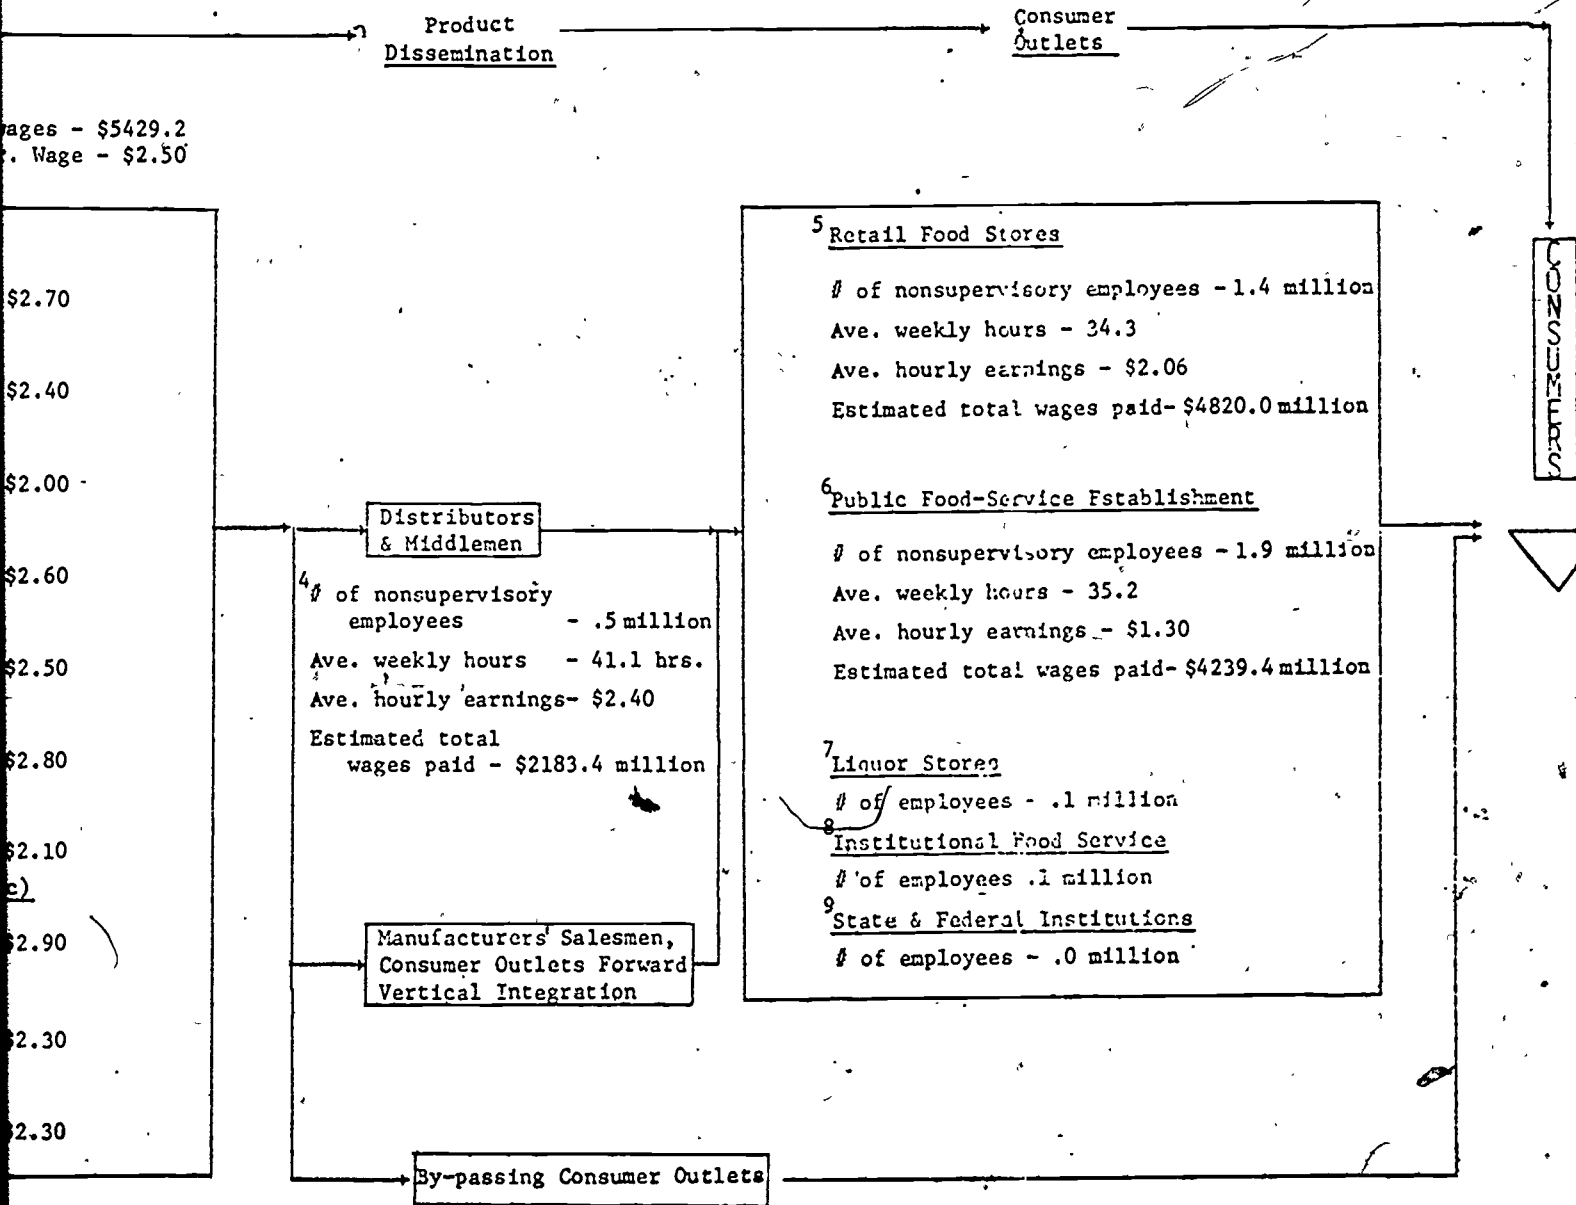 Product
Dissemination
Consumer
Outlets
ages - $5429.2
. Wage - $2.50
$2.70
$2.40
$2.00
$2.60
$2.50
$2.80
$2.10
c)
$2.90
$2.30
$2.30
Distributors
& Middlemen
4 # of nonsupervisory
employees - .5 million
Ave. weekly hours - 41.1 hrs.
Ave. hourly earnings- $2.40
Estimated total
wages paid - $2183.4 million
Manufacturers' Salesmen,
Consumer Outlets Forward
Vertical Integration
By-passing Consumer Outlets
5 Retail Food Stores
# of nonsupervisory employees - 1.4 million
Ave. weekly hours - 34.3
Ave. hourly earnings - $2.06
Estimated total wages paid- $4820.0 million
6 Public Food-Service Establishment
# of nonsupervisory employees - 1.9 million
Ave. weekly hours - 35.2
Ave. hourly earnings - $1.30
Estimated total wages paid- $4239.4 million
7 Liquor Stores
# of employees - .1 million
8 Institutional Food Service
# of employees .1 million
9 State & Federal Institutions
# of employees - .0 million
CONSUMERS